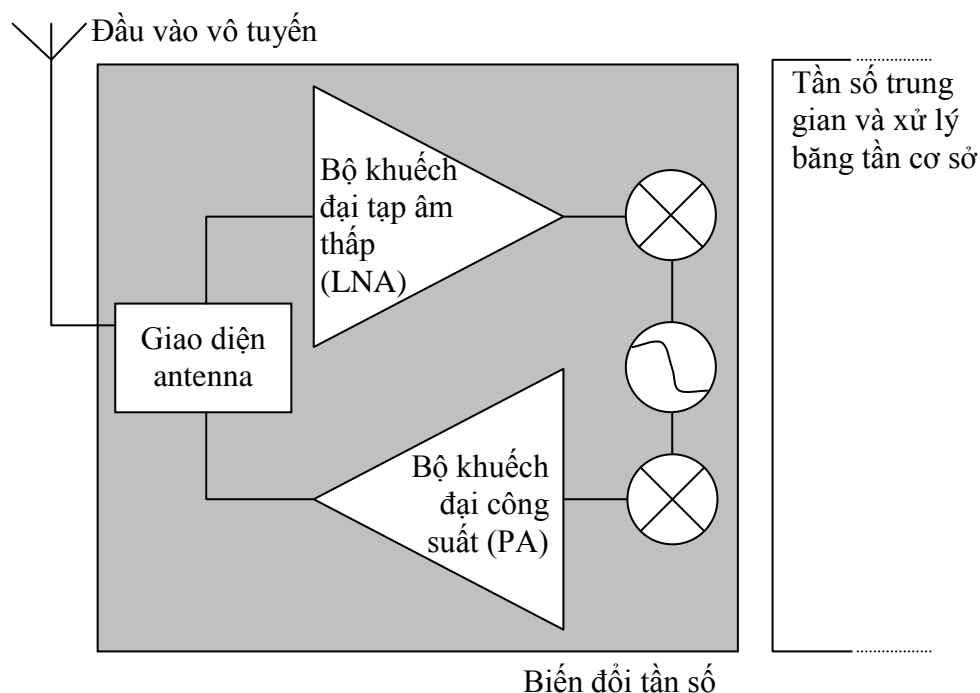 Đầu vào vô tuyến
Tần số trung
gian và xử lý
băng tần cơ sở
Bộ khuếch
đại tạp âm
thấp
(LNA)
Giao diện
antenna
Bộ khuếch
đại công
suất (PA)
Biến đổi tần số